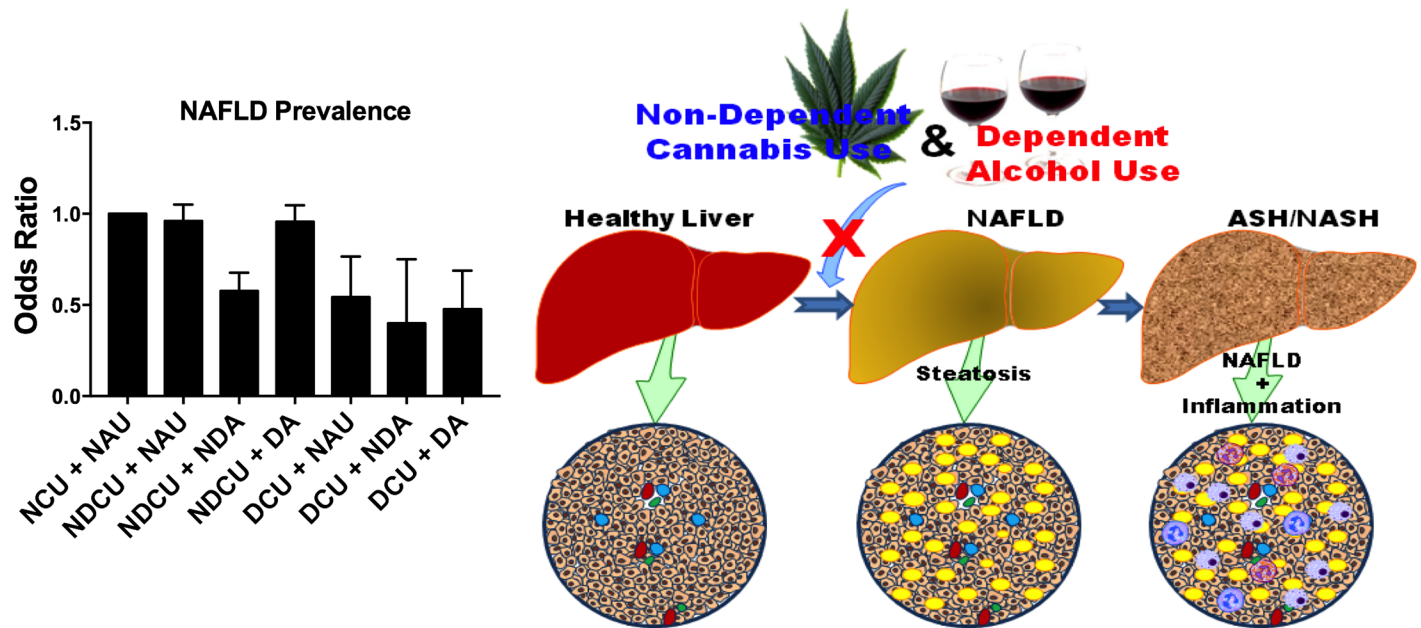 NAFLD Prevalence
1.5
1.0
0.5
0.0
Odds Ratio
NCU + NAU
NDCU + NAU
NDCU + NDA
NDCU + DA
DCU + NAU
DCU + NDA
DCU + DA
Non-Dependent
Cannabis Use
&
Dependent
Alcohol Use
X
Healthy Liver
NAFLD
ASH/NASH
Steatosis
NAFLD
+
Inflammation